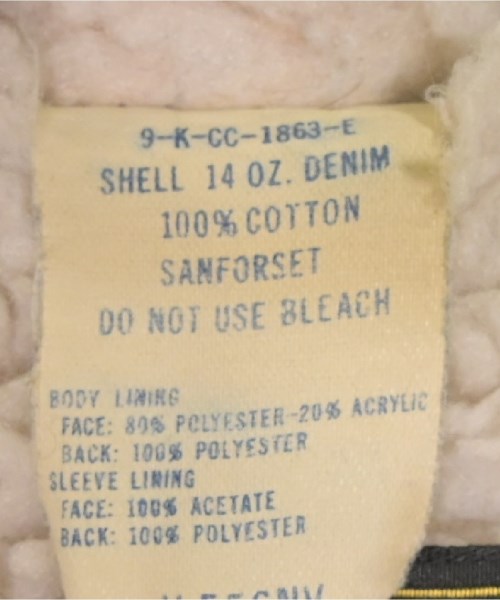 9-K-CC-1863-E
SHELL 14 OZ. DENIM
100% COTTON
SANFORSET
DO NOT USE BLEACH
BODY LINING
FACE: 80% POLYESTER-20% ACRYLIC
BACK: 100% POLYESTER
SLEEVE LINING
FACE: 100% ACETATE
BACK: 100% POLYESTER